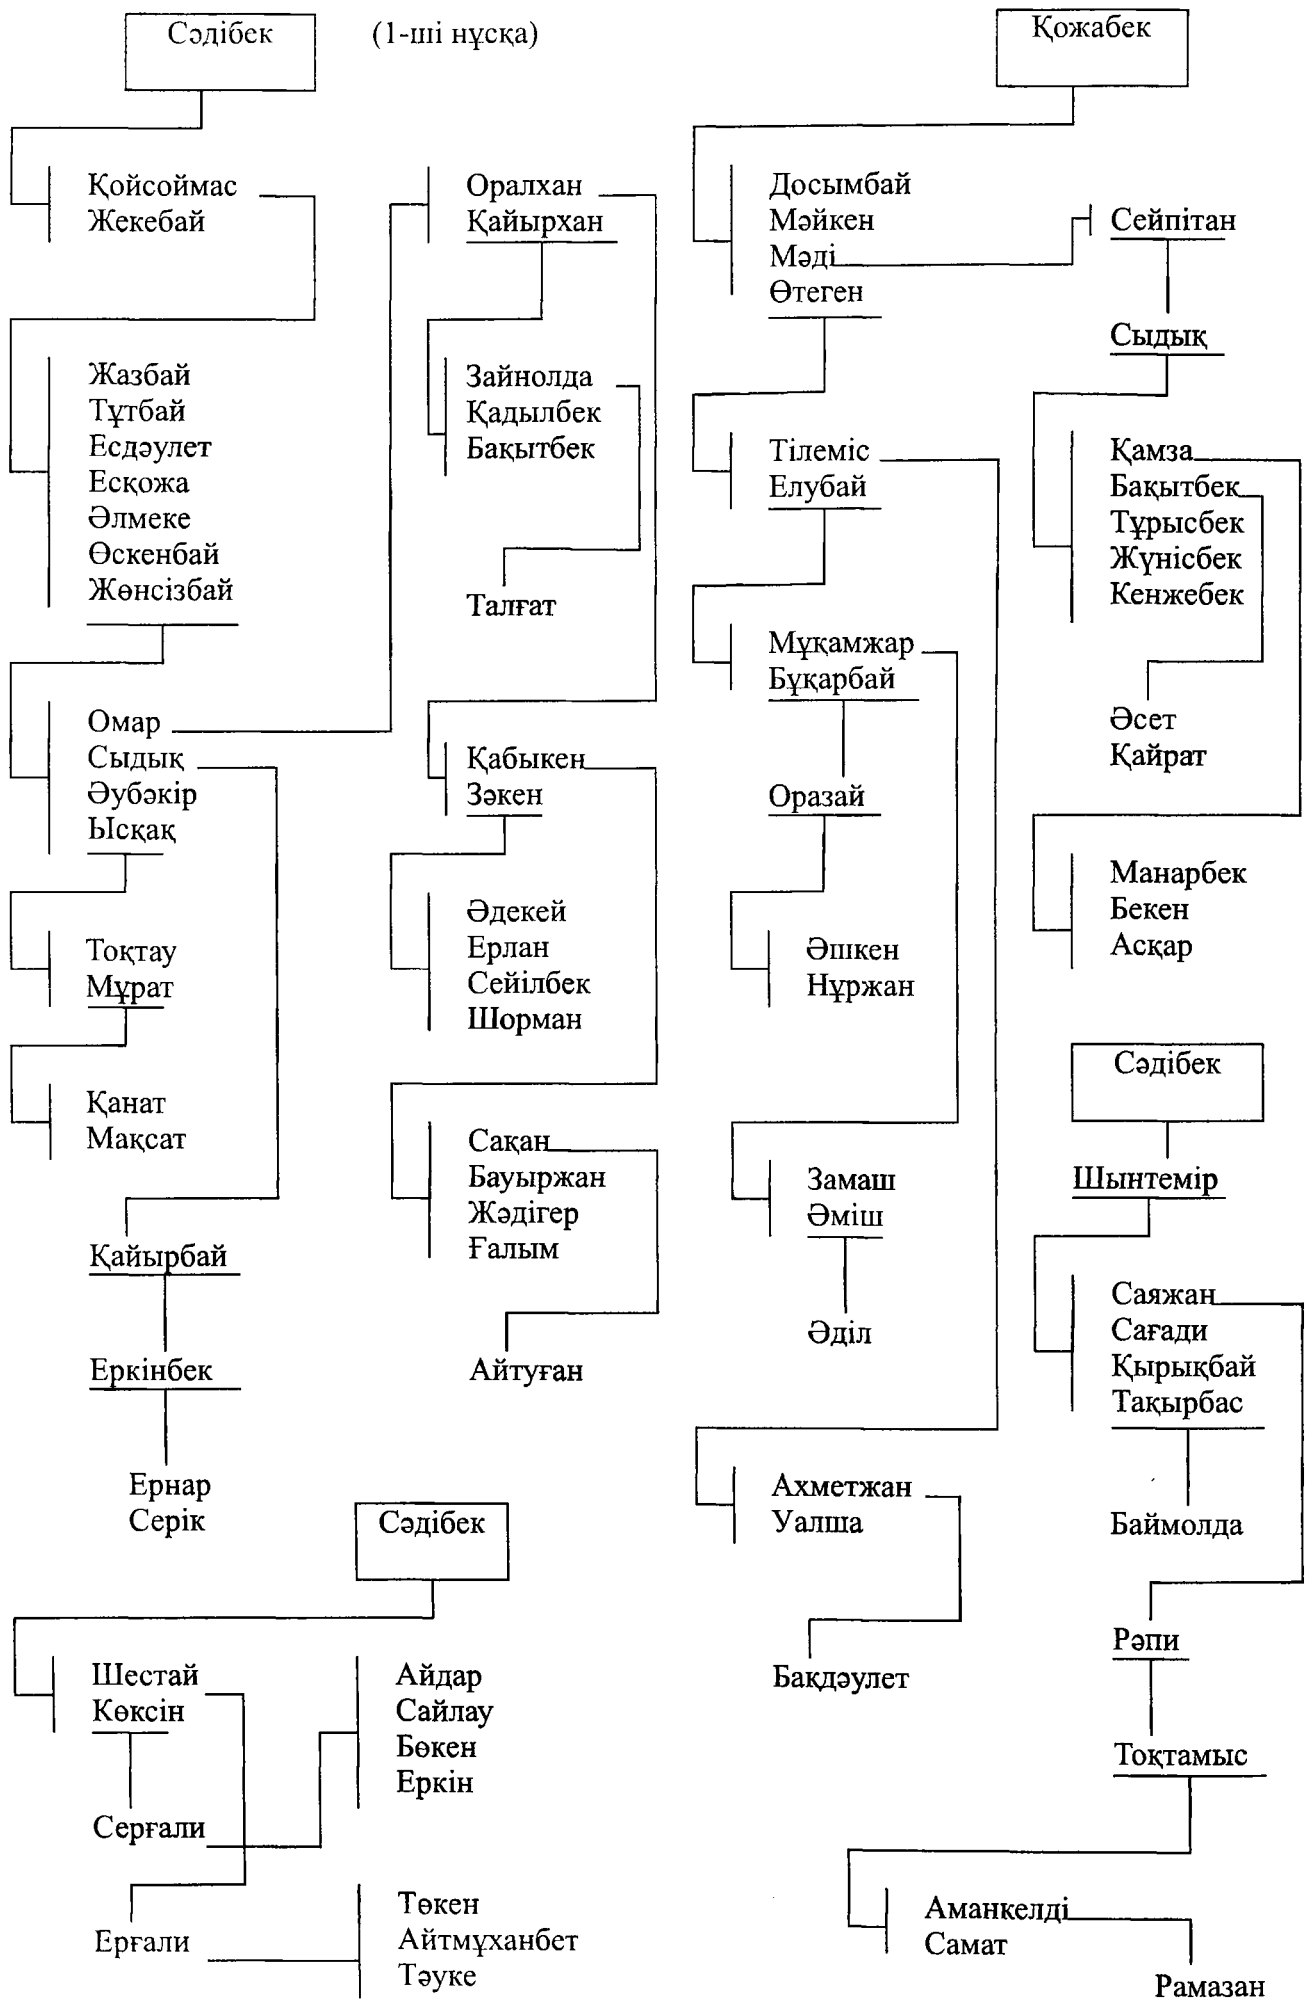 Сәдібек
(1-ші нұсқа)
Қойсоймас
Жекебай
Жазбай
Тұтбай
Есдәулет
Есқожа
Әлмеке
Өскенбай
Жөнсізбай
Омар
Сыдық
Әубәкір
Ысқақ
Тоқтау
Мұрат
Қанат
Мақсат
Қайырбай
Еркінбек
Ернар
Серік
Оралхан
Қайырхан
Зайнолда
Қадылбек
Бақытбек
Талғат
Қабыкен
Зәкен
Әдекей
Ерлан
Сейілбек
Шорман
Сақан
Бауыржан
Жәдігер
Ғалым
Айтуған
Сәдібек
Шестай
Көксін
Серғали
Ерғали
Айдар
Сайлау
Бөкен
Еркін
Төкен
Айтмұханбет
Тәуке
Қожабек
Досымбай
Мәйкен
Мәді
Өтеген
Тілеміс
Елубай
Мұқамжар
Бұқарбай
Оразай
Әшкен
Нұржан
Замаш
Әміш
Әділ
Ахметжан
Уалша
Бақдәулет
Сейпітан
Сыдық
Қамза
Бақытбек
Тұрысбек
Жүнісбек
Кенжебек
Әсет
Қайрат
Манарбек
Бекен
Асқар
Сәдібек
Шынтемір
Саяжан
Сағади
Қырықбай
Тақырбас
Баймолда
Рәпи
Тоқтамыс
Аманкелді
Самат
Рамазан